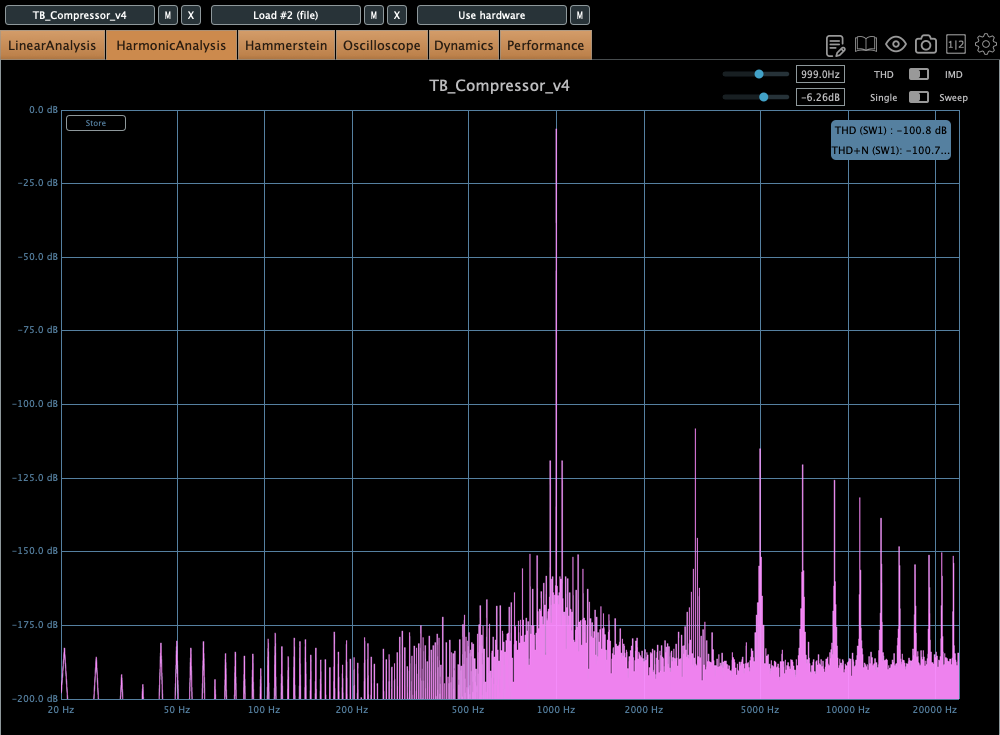 TB_Compressor_v4 M X Load #2 (file) M X Use hardware M
LinearAnalysis HarmonicAnalysis Hammerstein Oscilloscope Dynamics Performance 1|2
TB_Compressor_v4
999.0Hz THD IMD
-6.26dB Single Sweep
Store
THD (SW1) : -100.8 dB
THD+N (SW1): -100.7...
0.0 dB
-25.0 dB
-50.0 dB
-75.0 dB
-100.0 dB
-125.0 dB
-150.0 dB
-175.0 dB
-200.0 dB
20 Hz 50 Hz 100 Hz 200 Hz 500 Hz 1000 Hz 2000 Hz 5000 Hz 10000 Hz 20000 Hz